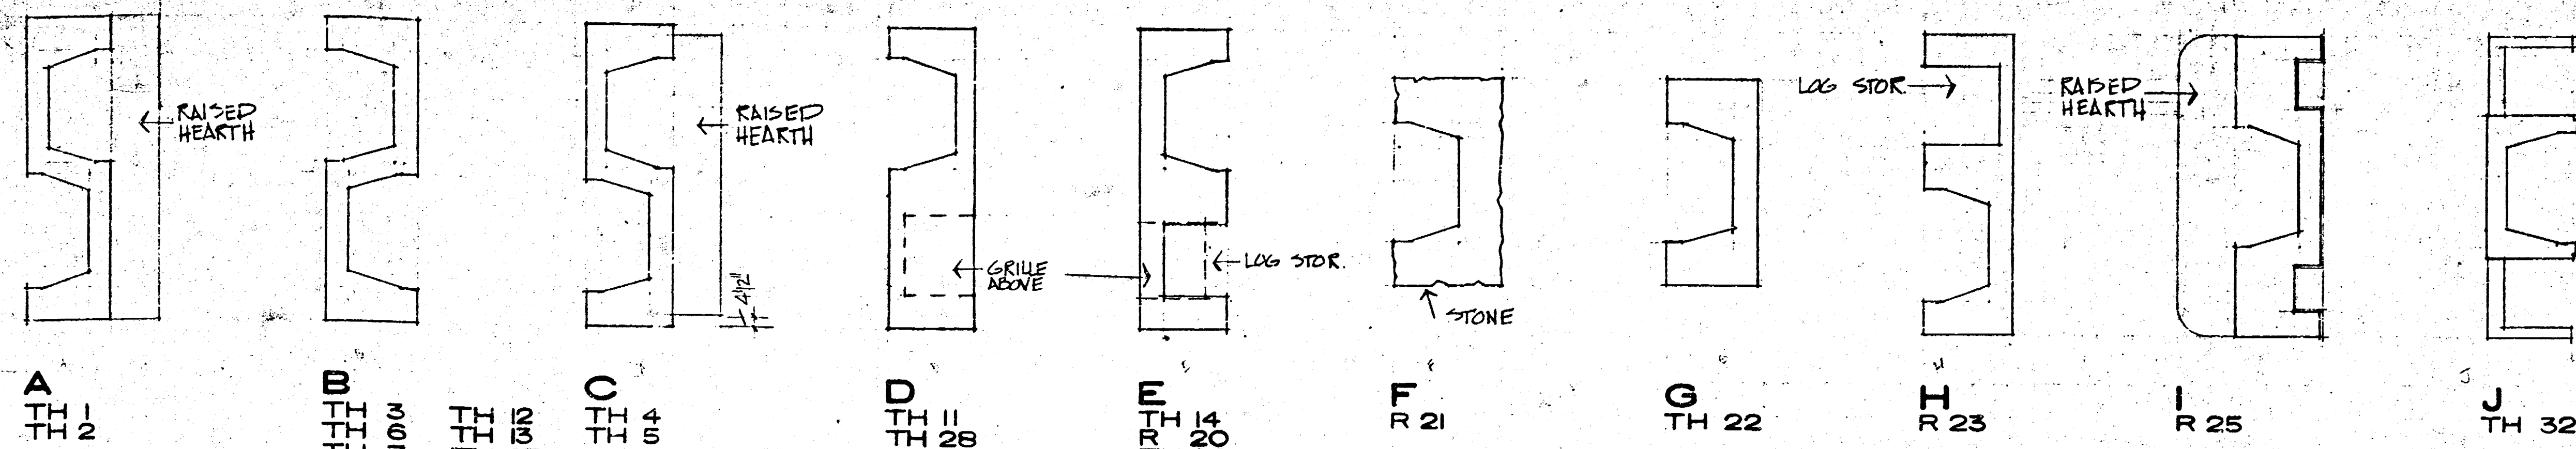 RAISED
HEARTH
RAISED
HEARTH
4 1/2"
GRILLE
ABOVE
LOG STOR.
STONE
LOG STOR.
RAISED
HEARTH
A
TH 1
TH 2
B
TH 3
TH 6
TH 12
TH 13
C
TH 4
TH 5
D
TH 11
TH 28
E
TH 14
R 20
F
R 21
G
TH 22
H
R 23
I
R 25
J
TH 32